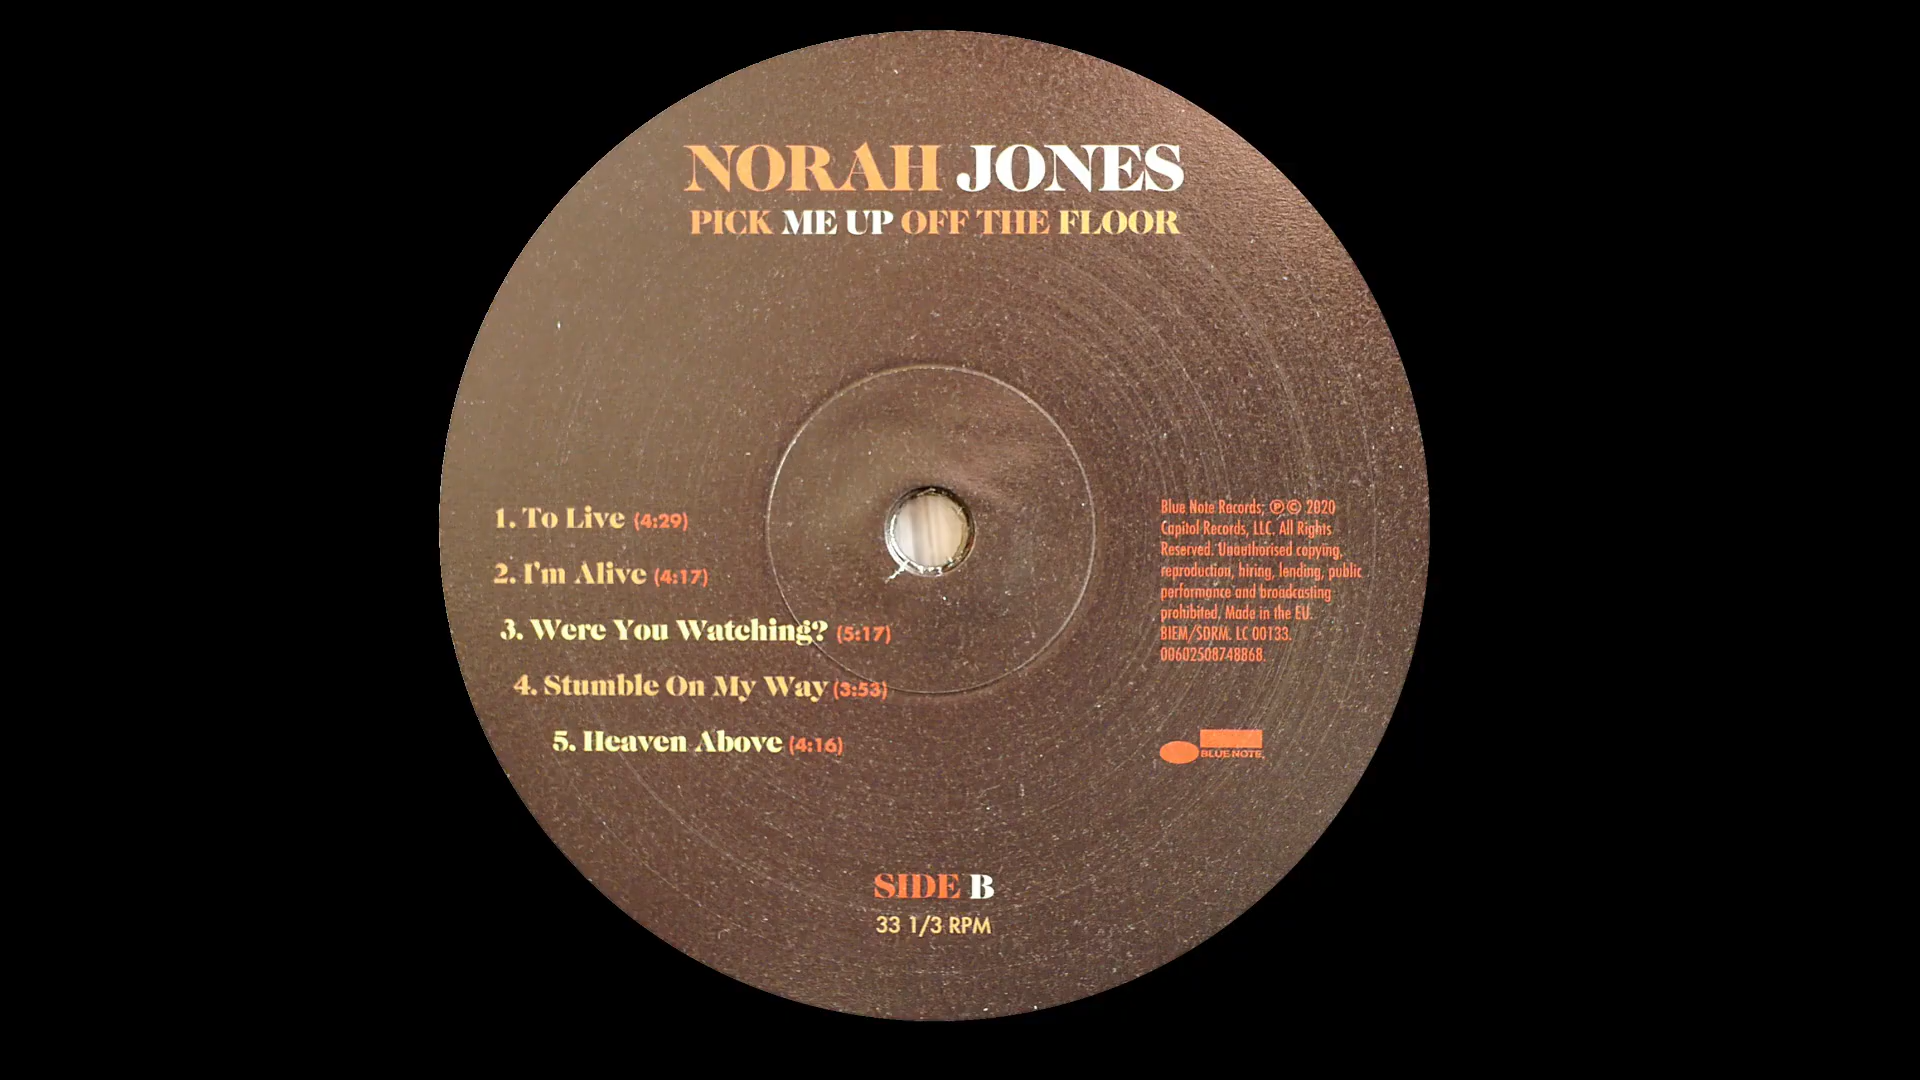 NORAH JONES
PICK ME UP OFF THE FLOOR
1. To Live (4:29)
2. I'm Alive (4:17)
3. Were You Watching? (5:17)
4. Stumble On My Way (3:53)
5. Heaven Above (4:16)
Blue Note Records; ℗© 2020
Capitol Records, LLC. All Rights
Reserved. Unauthorised copying,
reproduction, hiring, lending, public
performance and broadcasting
prohibited. Made in the EU.
BIEM/SDRM. LC 00133.
00602508748868.
BLUE NOTE
SIDE B
33 1/3 RPM